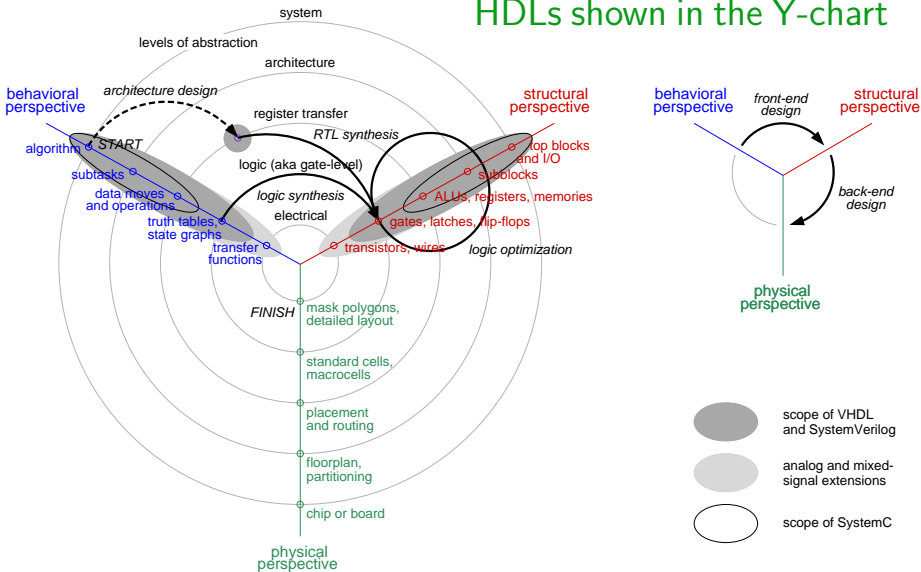 HDLs shown in the Y-chart
system
levels of abstraction
architecture
behavioral
perspective
architecture design
structural
perspective
register transfer
START
RTL synthesis
algorithm
top blocks
and I/O
logic (aka gate-level)
subtasks
subblocks
logic synthesis
data moves
and operations
ALUs, registers, memories
electrical
truth tables,
state graphs
gates, latches, flip-flops
transfer
functions
transistors, wires
logic optimization
FINISH
mask polygons,
detailed layout
standard cells,
macrocells
placement
and routing
floorplan,
partitioning
chip or board
physical
perspective
behavioral
perspective
front-end
design
structural
perspective
back-end
design
physical
perspective
scope of VHDL
and SystemVerilog
analog and mixed-
signal extensions
scope of SystemC